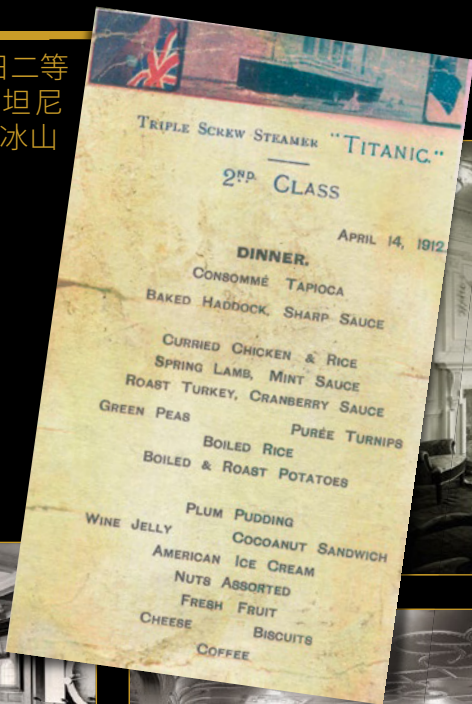 日二等
坦尼
冰山
TRIPLE SCREW STEAMER "TITANIC."
2ND. CLASS
APRIL 14, 1912.
DINNER.
CONSOMMÉ TAPIOCA
BAKED HADDOCK, SHARP SAUCE
CURRIED CHICKEN & RICE
SPRING LAMB, MINT SAUCE
ROAST TURKEY, CRANBERRY SAUCE
GREEN PEAS PURÉE TURNIPS
BOILED RICE
BOILED & ROAST POTATOES
PLUM PUDDING
WINE JELLY COCOANUT SANDWICH
AMERICAN ICE CREAM
NUTS ASSORTED
FRESH FRUIT
CHEESE BISCUITS
COFFEE